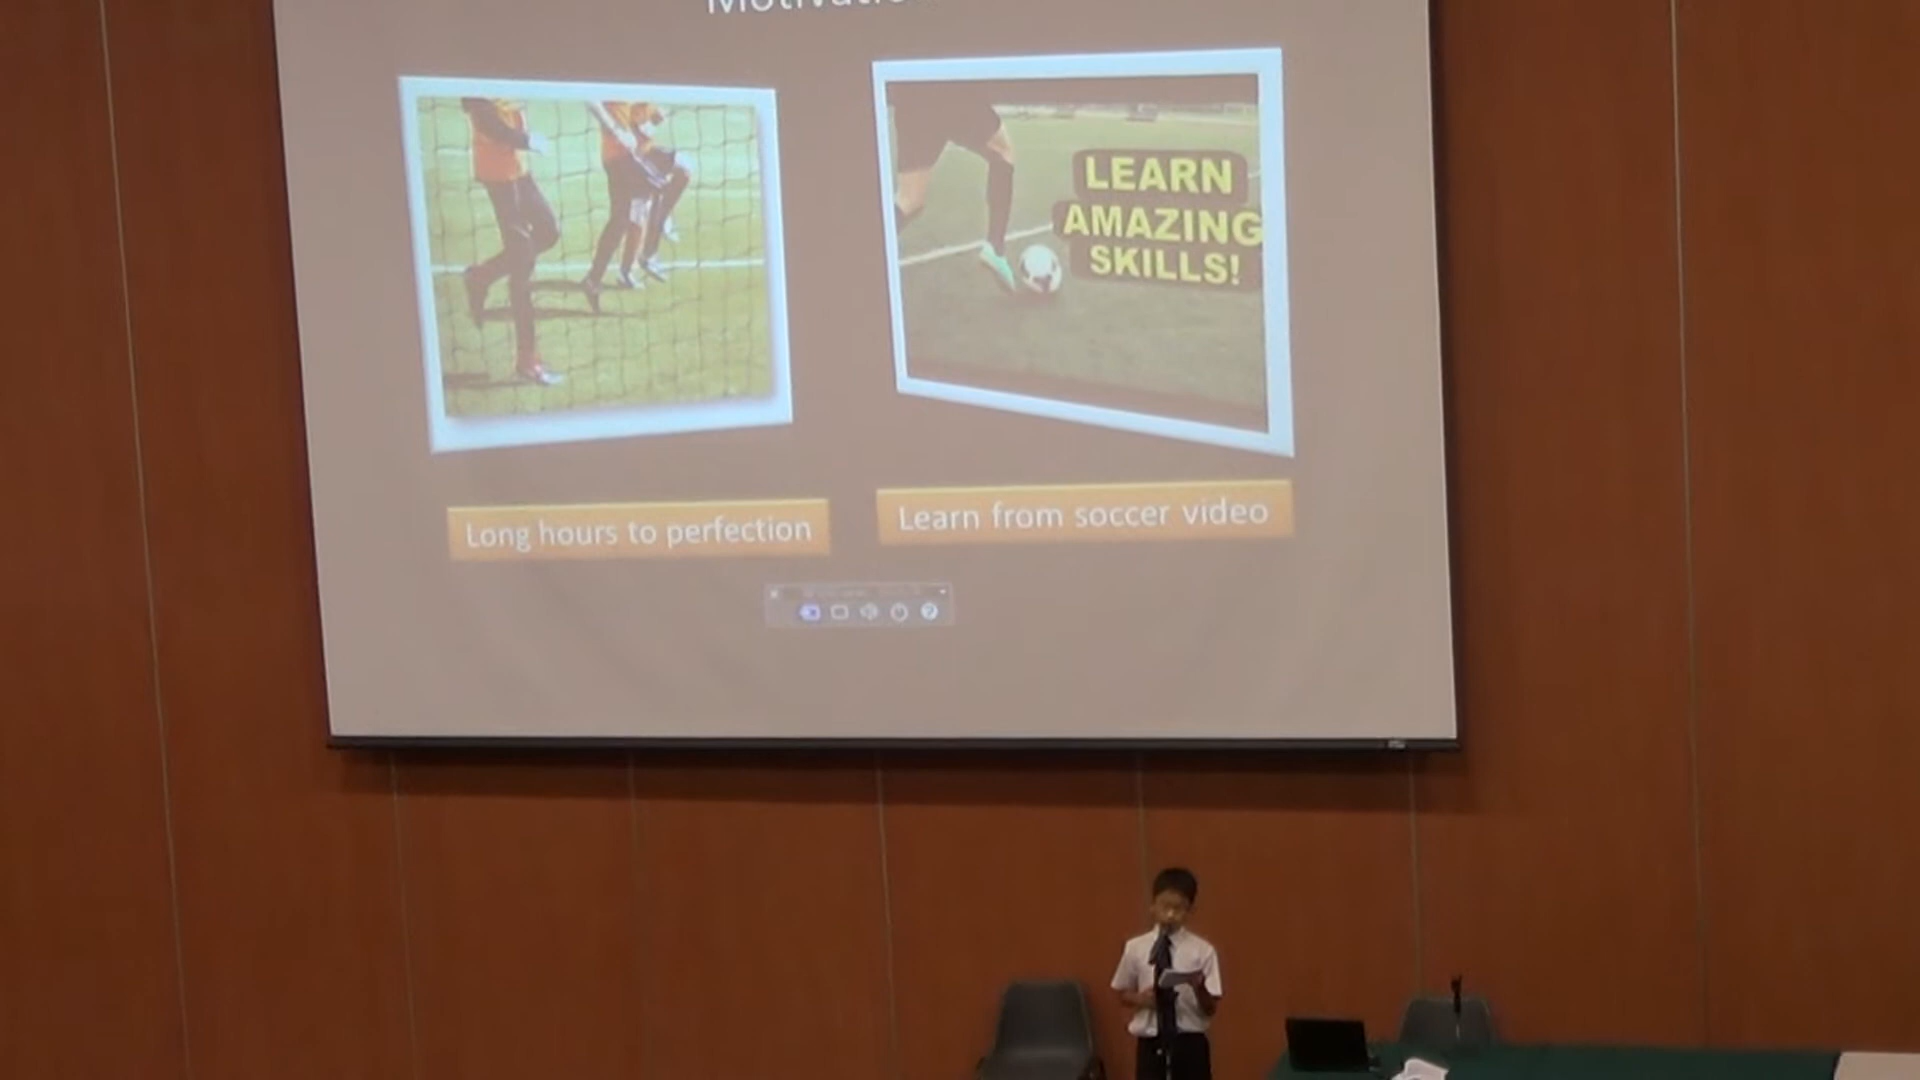 LEARN
AMAZING
SKILLS!
Long hours to perfection
Learn from soccer video